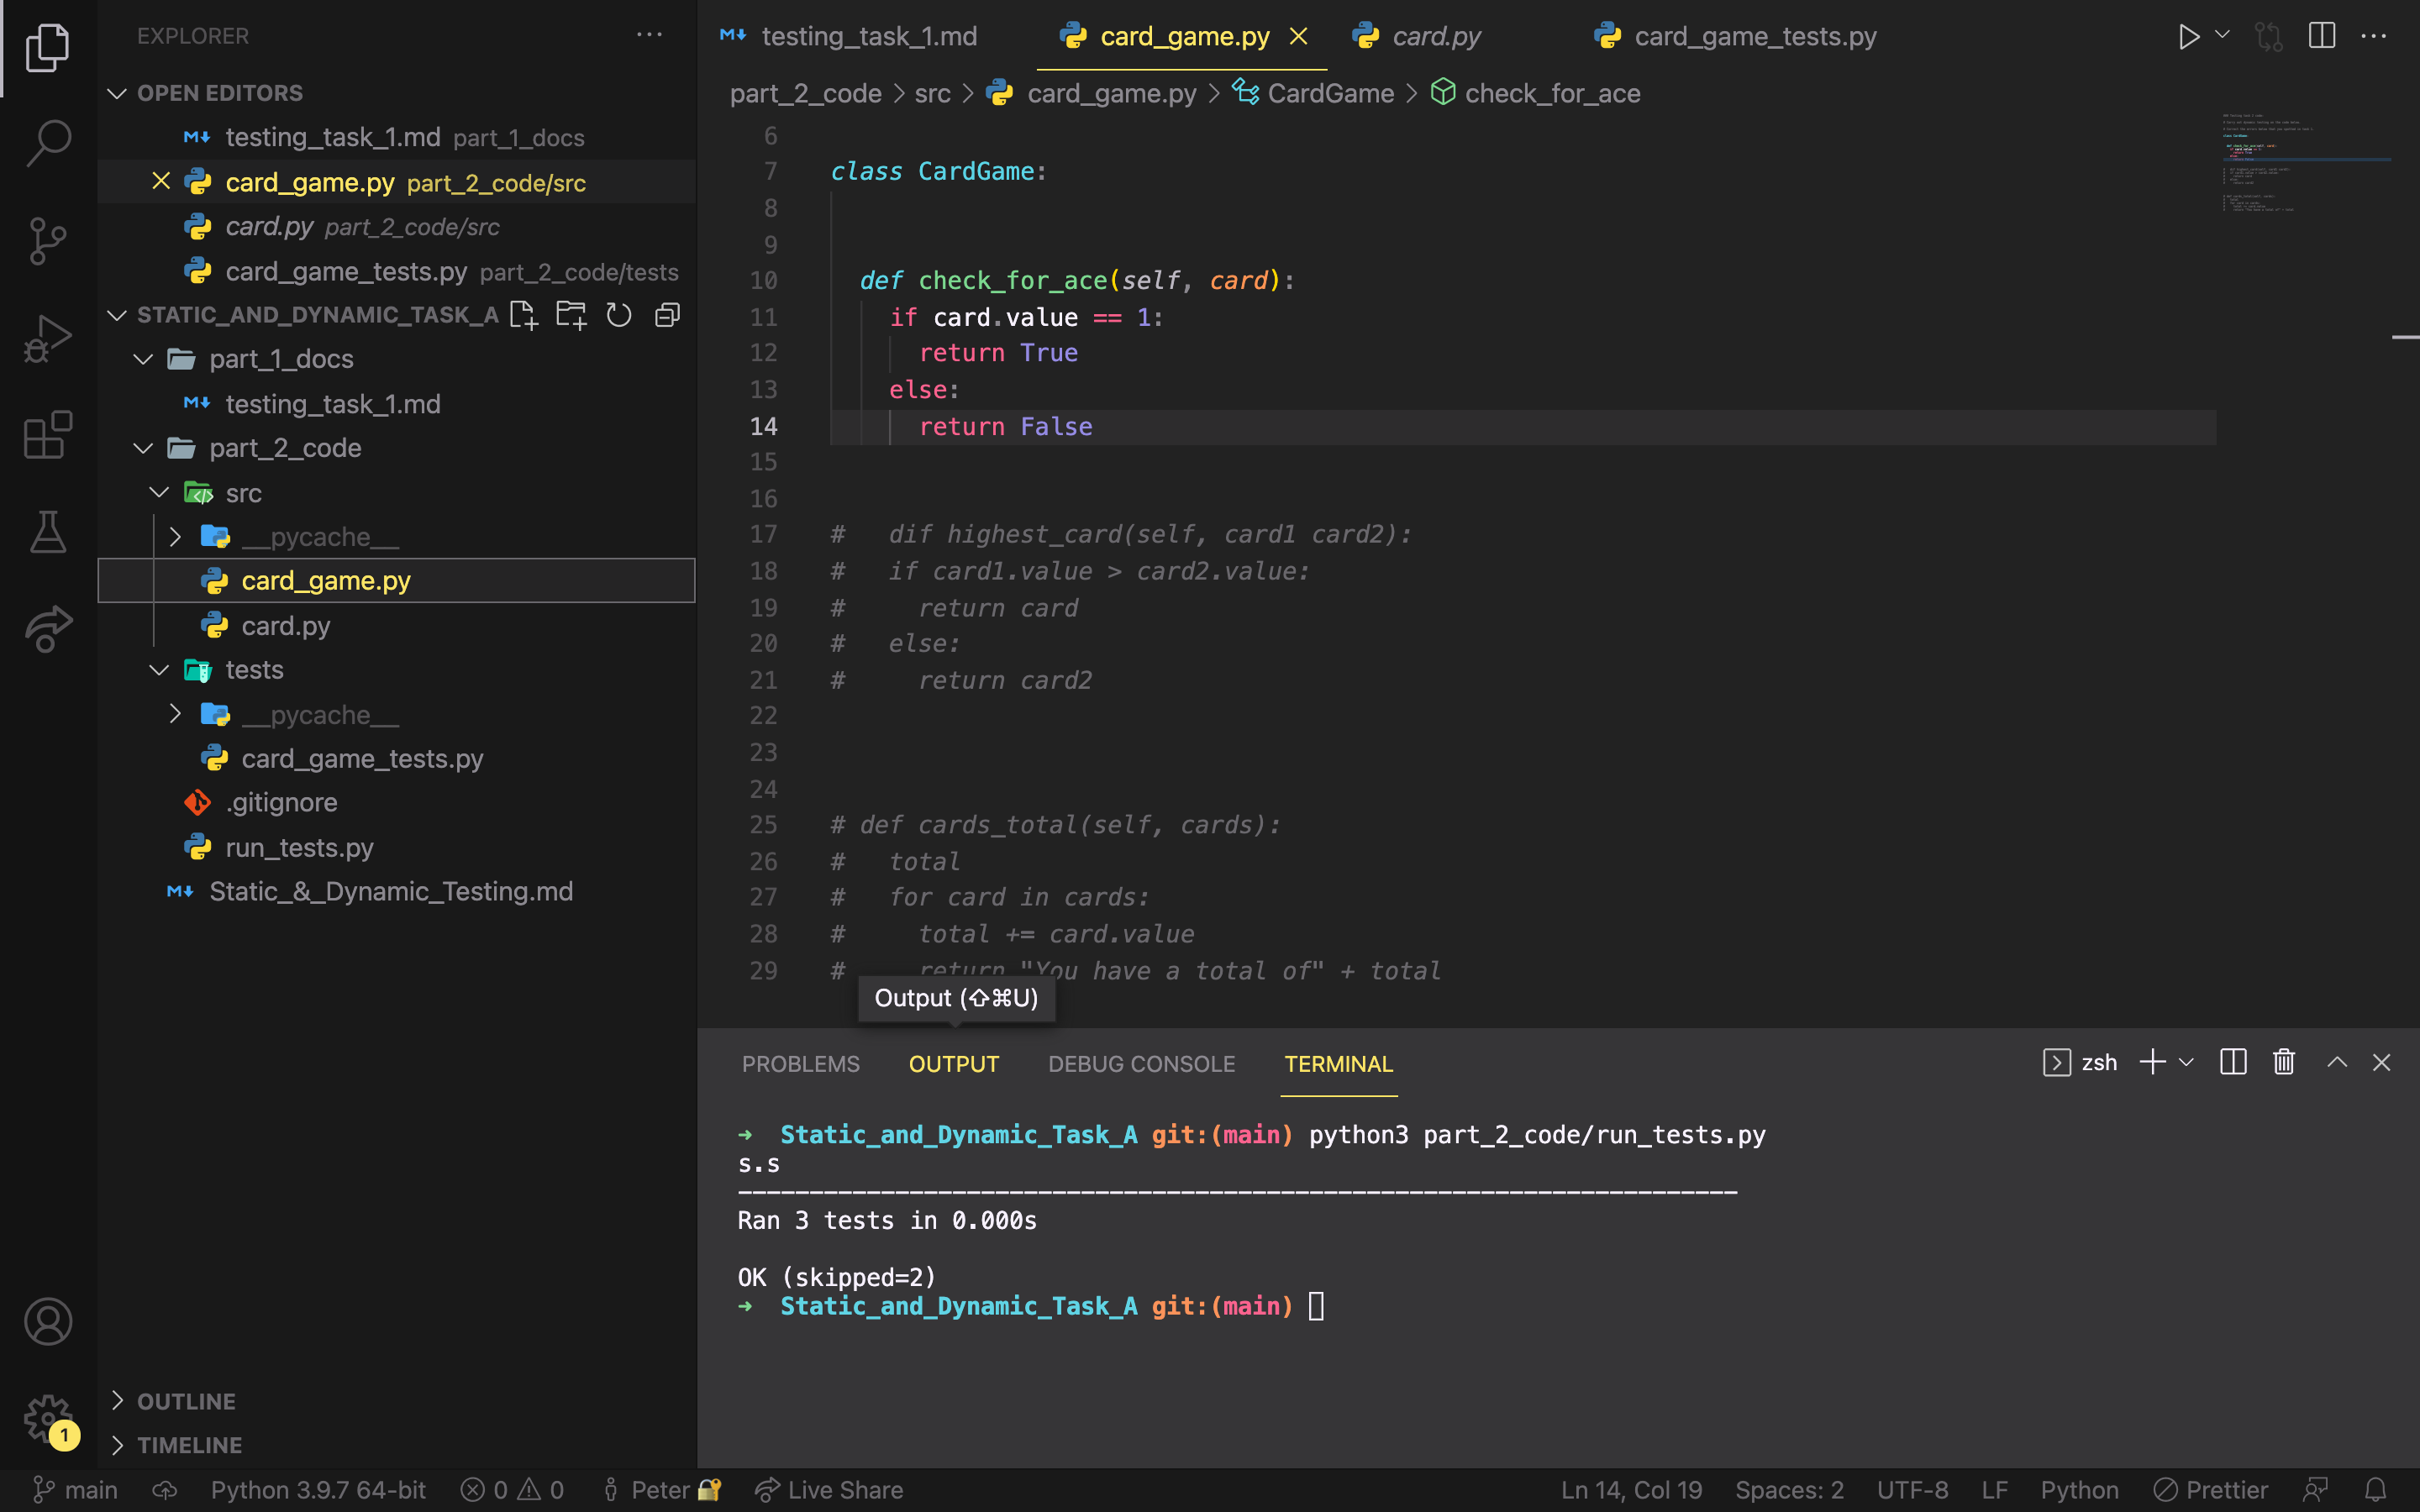 EXPLORER
OPEN EDITORS
testing_task_1.md part_1_docs
card_game.py part_2_code/src
card.py part_2_code/src
card_game_tests.py part_2_code/tests
STATIC_AND_DYNAMIC_TASK_A
part_1_docs
testing_task_1.md
part_2_code
src
__pycache__
card_game.py
card.py
tests
__pycache__
card_game_tests.py
.gitignore
run_tests.py
Static_&_Dynamic_Testing.md
OUTLINE
TIMELINE
1
testing_task_1.md card_game.py card.py card_game_tests.py
part_2_code > src > card_game.py > CardGame > check_for_ace
6
7 class CardGame:
8
9
10 def check_for_ace(self, card):
11 if card.value == 1:
12 return True
13 else:
14 return False
15
16
17 # dif highest_card(self, card1 card2):
18 # if card1.value > card2.value:
19 # return card
20 # else:
21 # return card2
22
23
24
25 # def cards_total(self, cards):
26 # total
27 # for card in cards:
28 # total += card.value
29 # return "You have a total of" + total
Output (⇧⌘U)
PROBLEMS OUTPUT DEBUG CONSOLE TERMINAL zsh
➜ Static_and_Dynamic_Task_A git:(main) python3 part_2_code/run_tests.py
s.s
----------------------------------------------------------------------
Ran 3 tests in 0.000s
OK (skipped=2)
➜ Static_and_Dynamic_Task_A git:(main)
main Python 3.9.7 64-bit 0 0 Peter Live Share Ln 14, Col 19 Spaces: 2 UTF-8 LF Python Prettier